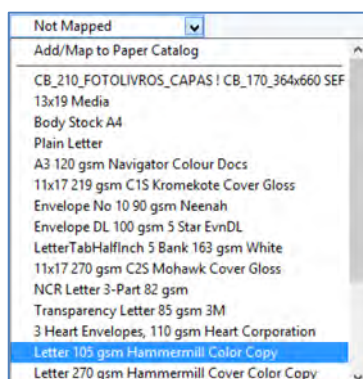 Not Mapped
Add/Map to Paper Catalog
CB_210_FOTOLIVROS_CAPAS ! CB_170_364x660 SEF
13x19 Media
Body Stock A4
Plain Letter
A3 120 gsm Navigator Colour Docs
11x17 219 gsm C1S Kromekote Cover Gloss
Envelope No 10 90 gsm Neenah
Envelope DL 100 gsm 5 Star EvnDL
LetterTabHalfInch 5 Bank 163 gsm White
11x17 270 gsm C2S Mohawk Cover Gloss
NCR Letter 3-Part 82 gsm
Transparency Letter 85 gsm 3M
3 Heart Envelopes, 110 gsm Heart Corporation
Letter 105 gsm Hammermill Color Copy
Letter 270 gsm Hammermill Cover Color Copy